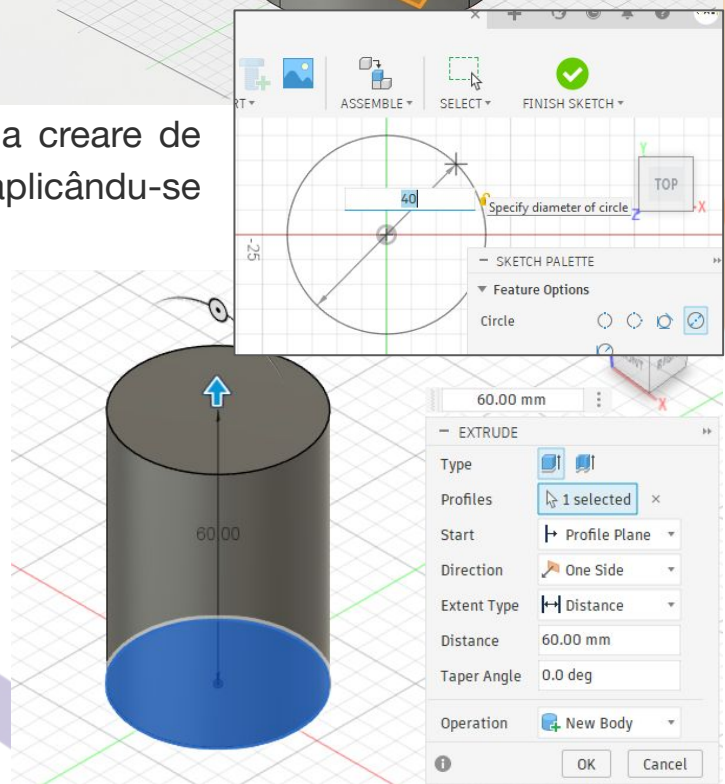 ASSEMBLE SELECT FINISH SKETCH
a creare de
aplicându-se
40
Specify diameter of circle
TOP
Y
Z
X
-25
SKETCH PALETTE
Feature Options
Circle
X
60.00
60.00 mm
EXTRUDE
Type
Profiles 1 selected
Start Profile Plane
Direction One Side
Extent Type Distance
Distance 60.00 mm
Taper Angle 0.0 deg
Operation New Body
OK Cancel